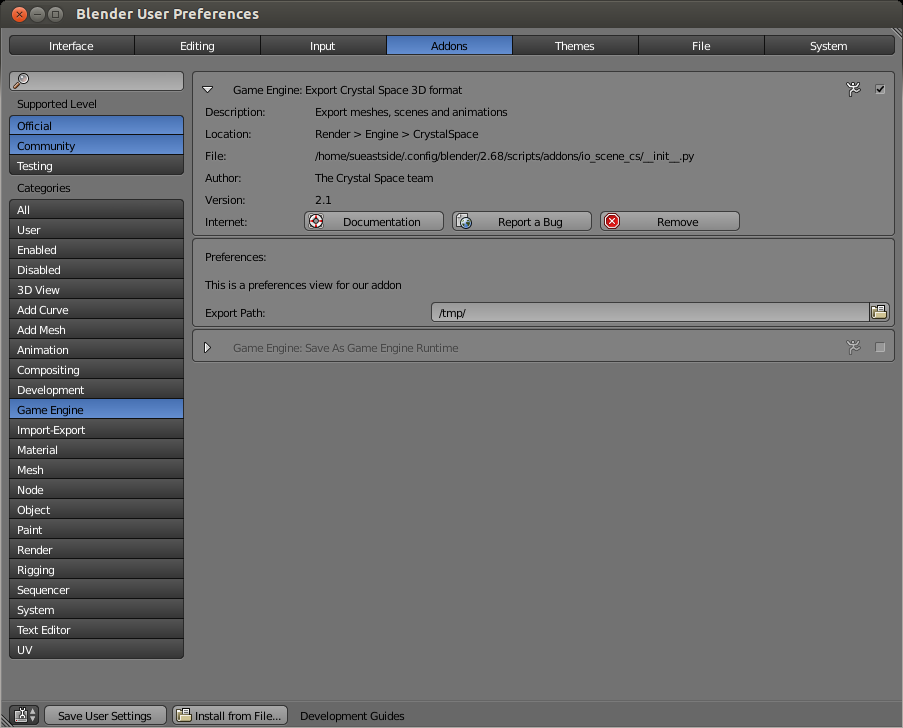 Blender User Preferences
Interface Editing Input Addons Themes File System
Supported Level
Official
Community
Testing
Categories
All
User
Enabled
Disabled
3D View
Add Curve
Add Mesh
Animation
Compositing
Development
Game Engine
Import-Export
Material
Mesh
Node
Object
Paint
Render
Rigging
Sequencer
System
Text Editor
UV
Game Engine: Export Crystal Space 3D format
Description: Export meshes, scenes and animations
Location: Render > Engine > CrystalSpace
File: /home/sueastside/.config/blender/2.68/scripts/addons/io_scene_cs/__init__.py
Author: The Crystal Space team
Version: 2.1
Internet: Documentation Report a Bug Remove
Preferences:
This is a preferences view for our addon
Export Path: /tmp/
Game Engine: Save As Game Engine Runtime
Save User Settings Install from File... Development Guides